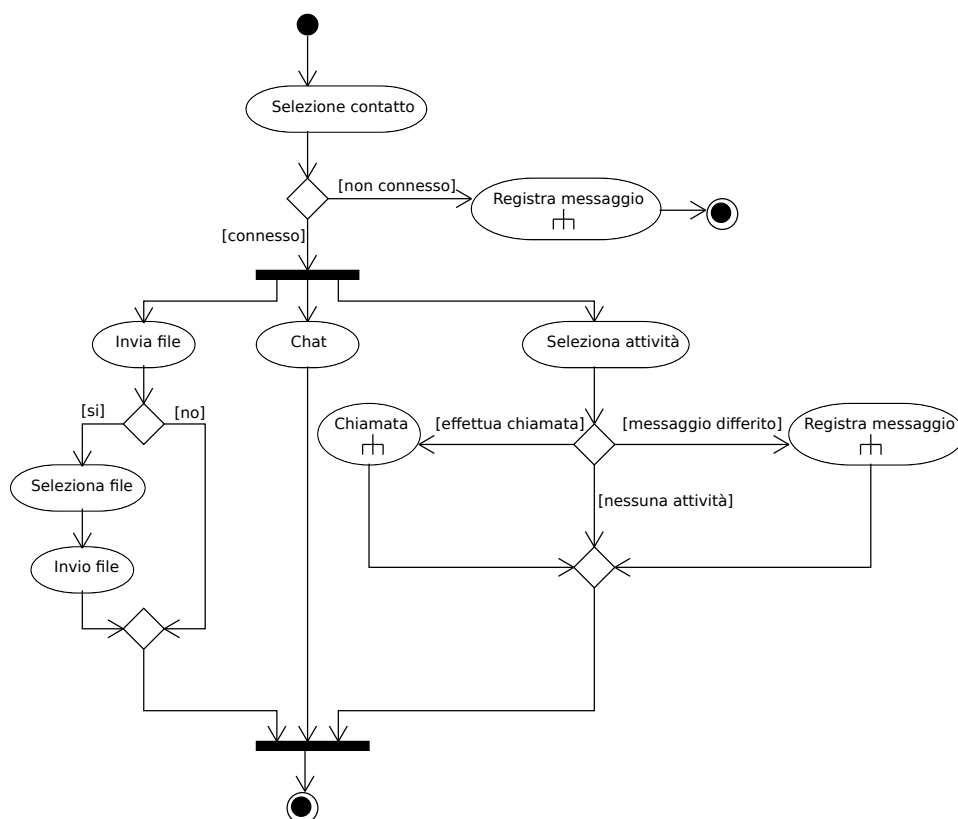 Selezione contatto
[non connesso]
Registra messaggio
[connesso]
Invia file
Chat
Seleziona attività
[si]
[no]
Chiamata
[effettua chiamata]
[messaggio differito]
Registra messaggio
Seleziona file
[nessuna attività]
Invio file